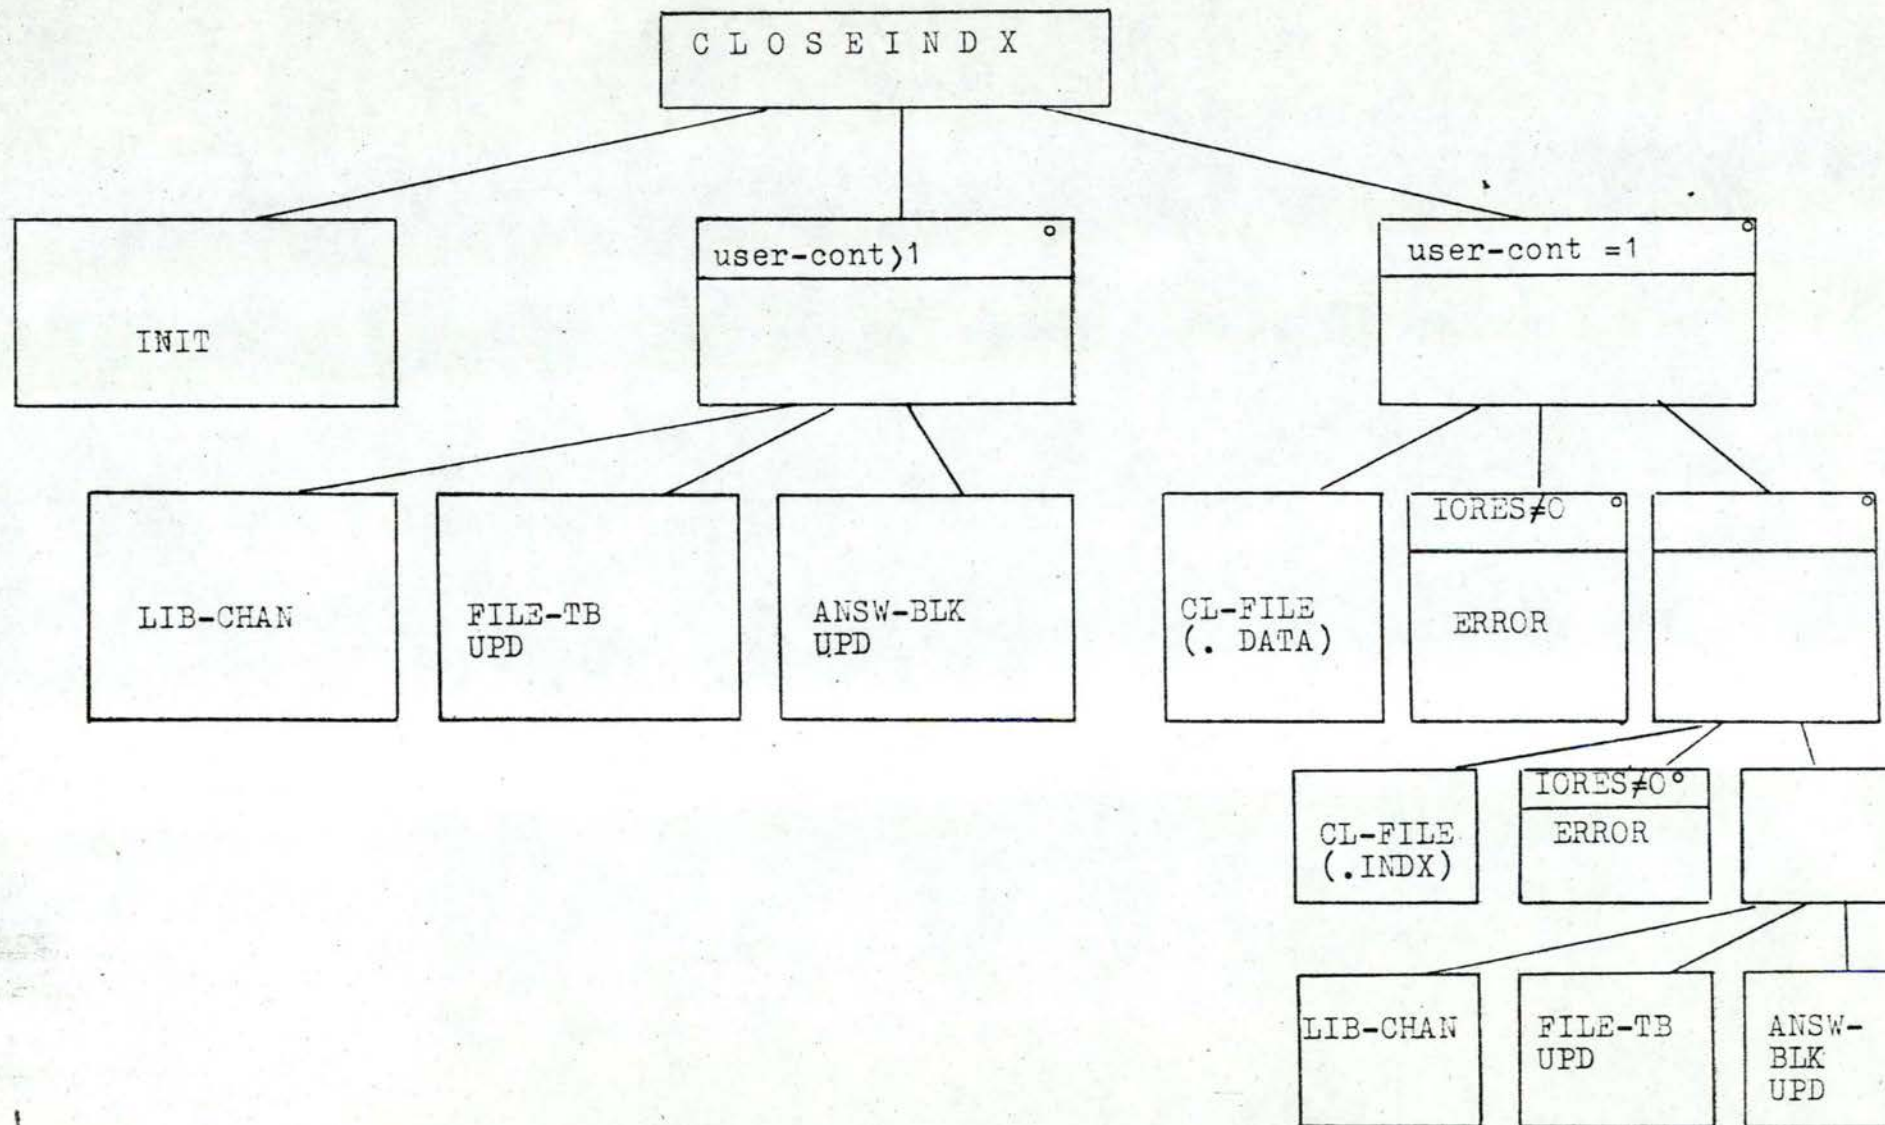 C L O S E I N D X
INIT
user-cont>1
user-cont =1
LIB-CHAN
FILE-TB
UPD
ANSW-BLK
UPD
CL-FILE
(. DATA)
IORES≠0
ERROR
CL-FILE
(.INDX)
IORES≠0
ERROR
LIB-CHAN
FILE-TB
UPD
ANSW-
BLK
UPD